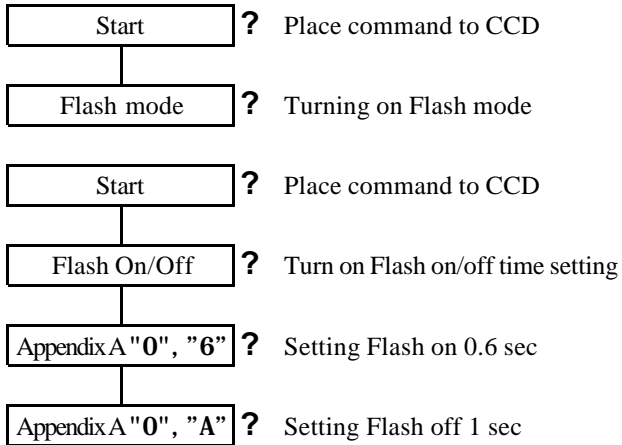 Start ? Place command to CCD
Flash mode ? Turning on Flash mode
Start ? Place command to CCD
Flash On/Off ? Turn on Flash on/off time setting
Appendix A "0", ”6” ? Setting Flash on 0.6 sec
Appendix A "0", ”A” ? Setting Flash off 1 sec